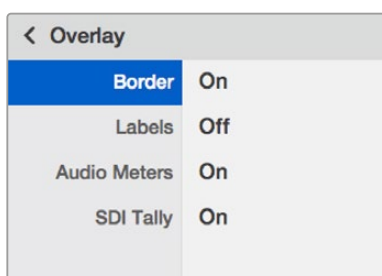 < Overlay
Border On
Labels Off
Audio Meters On
SDI Tally On